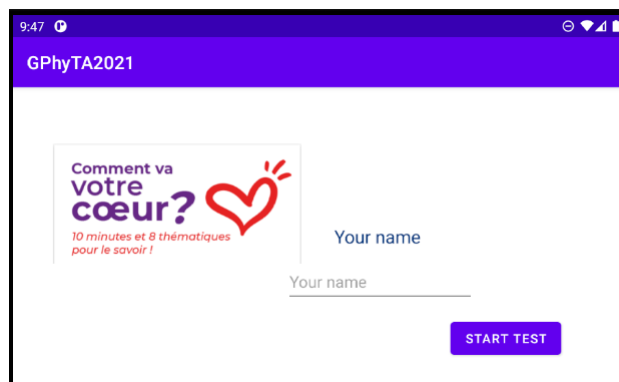 9:47
GPhyTA2021
Comment va
votre
cœur?
10 minutes et 8 thématiques
pour le savoir !
Your name
Your name
START TEST